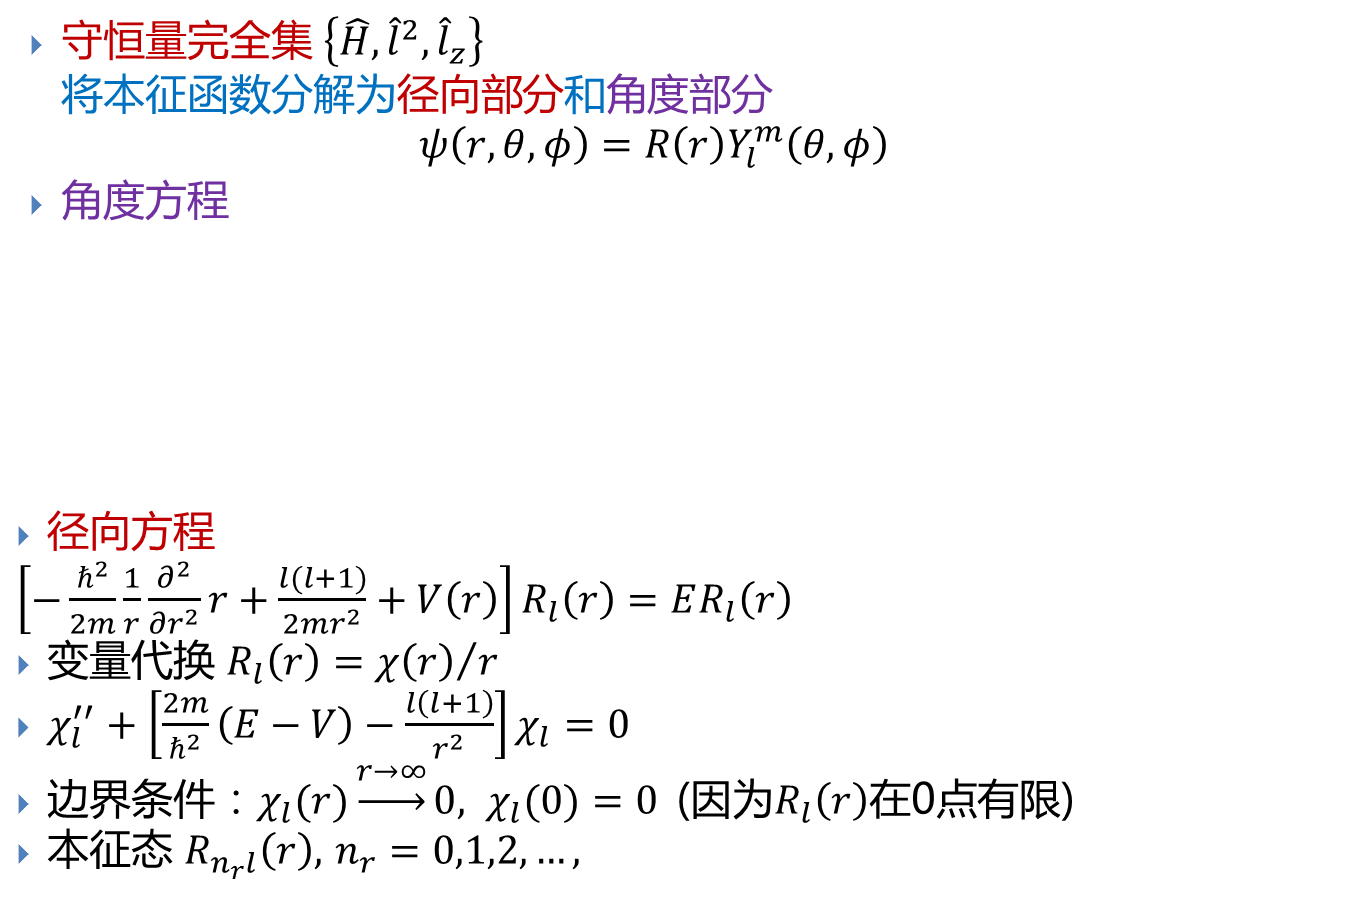 守恒量完全集 {Ĥ, l̂², l̂_z}
将本征函数分解为径向部分和角度部分
ψ(r, θ, ϕ) = R(r)Y_l^m(θ, ϕ)
角度方程
径向方程
[−ℏ²/2m 1/r ∂²/∂r² r + l(l+1)/2mr² + V(r)] R_l(r) = ER_l(r)
变量代换 R_l(r) = χ(r)/r
χ_l′′ + [2m/ℏ² (E − V) − l(l+1)/r²] χ_l = 0
边界条件：χ_l(r) \xrightarrow{r→∞} 0, χ_l(0) = 0 (因为R_l(r)在0点有限)
本征态 R_{n_r l}(r), n_r = 0,1,2, … ,